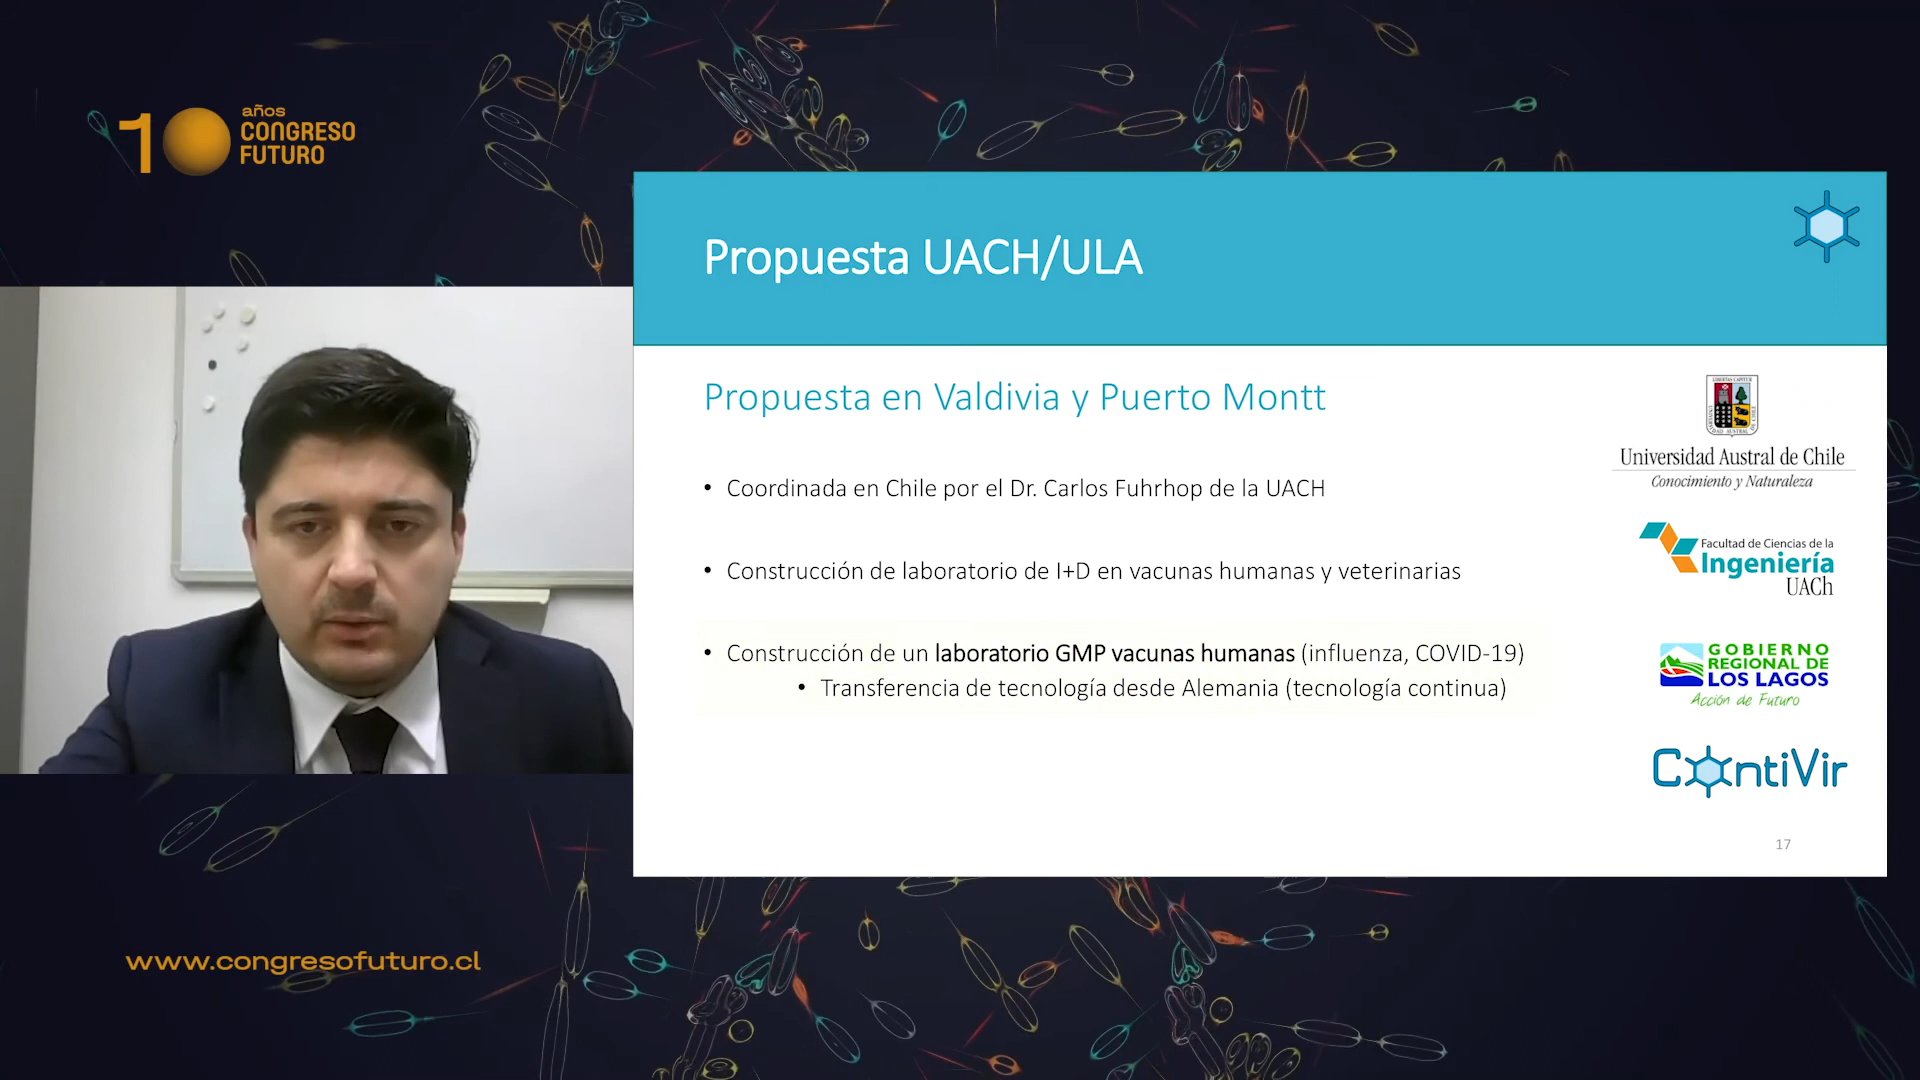 10 años
CONGRESO
FUTURO
Propuesta UACH/ULA
Propuesta en Valdivia y Puerto Montt
• Coordinada en Chile por el Dr. Carlos Fuhrhop de la UACH
• Construcción de laboratorio de I+D en vacunas humanas y veterinarias
• Construcción de un laboratorio GMP vacunas humanas (influenza, COVID-19)
• Transferencia de tecnología desde Alemania (tecnología continua)
Universidad Austral de Chile
Conocimiento y Naturaleza
Facultad de Ciencias de la
Ingeniería
UACh
GOBIERNO
REGIONAL DE
LOS LAGOS
Acción de Futuro
ContiVir
17
www.congresofuturo.cl